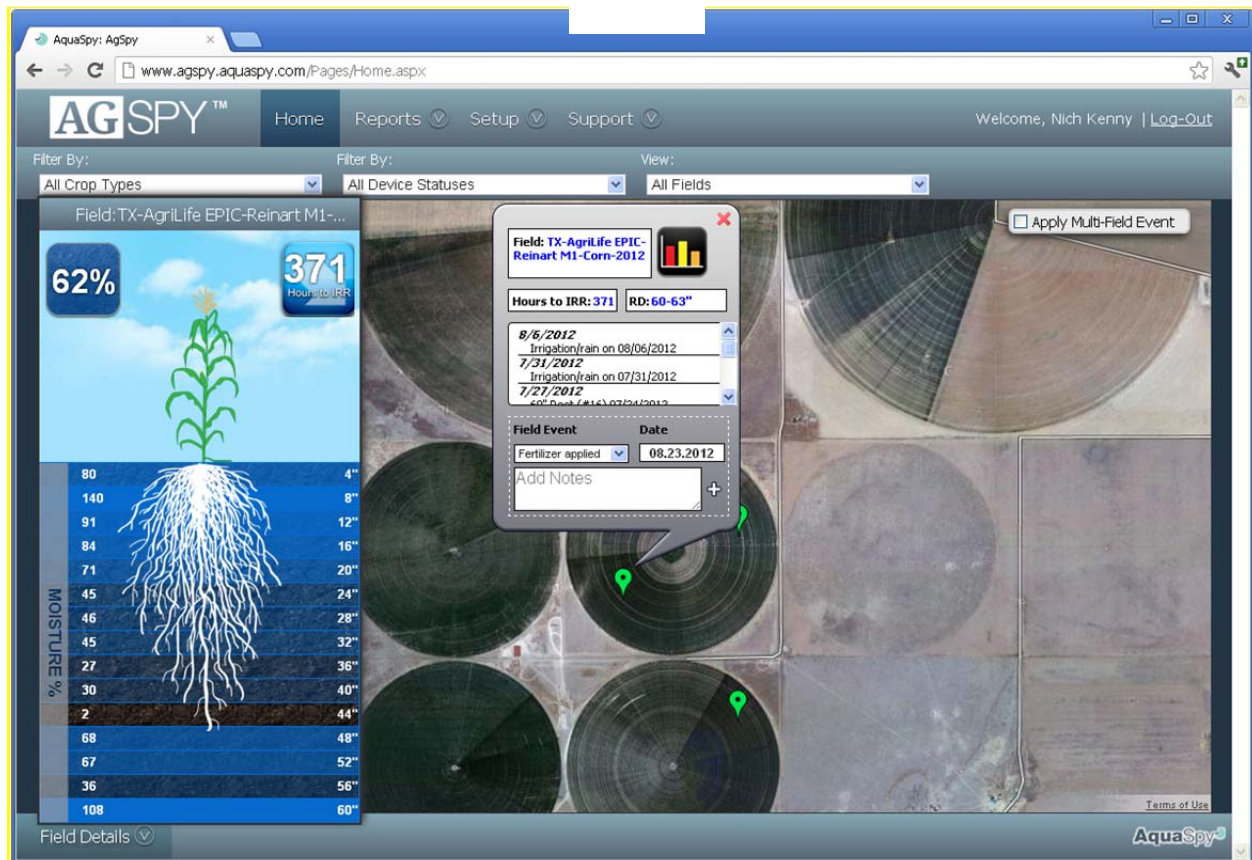 AquaSpy: AgSpy
www.agspy.aquaspy.com/Pages/Home.aspx
AGSPY™ Home Reports Setup Support Welcome, Nich Kenny | Log-Out
Filter By: Filter By: View:
All Crop Types All Device Statuses All Fields
Field:TX-AgriLife EPIC-Reinart M1-...
62%
371
Hours to IRR
MOISTURE %
80 4"
140 8"
91 12"
84 16"
71 20"
45 24"
46 28"
45 32"
27 36"
30 40"
2 44"
68 48"
67 52"
36 56"
108 60"
Field: TX-AgriLife EPIC-
Reinart M1-Corn-2012
Hours to IRR: 371 RD: 60-63"
8/6/2012
Irrigation/rain on 08/06/2012
7/31/2012
Irrigation/rain on 07/31/2012
7/27/2012
Field Event Date
Fertilizer applied 08.23.2012
Add Notes
+
Apply Multi-Field Event
Terms of Use
Field Details
AquaSpy